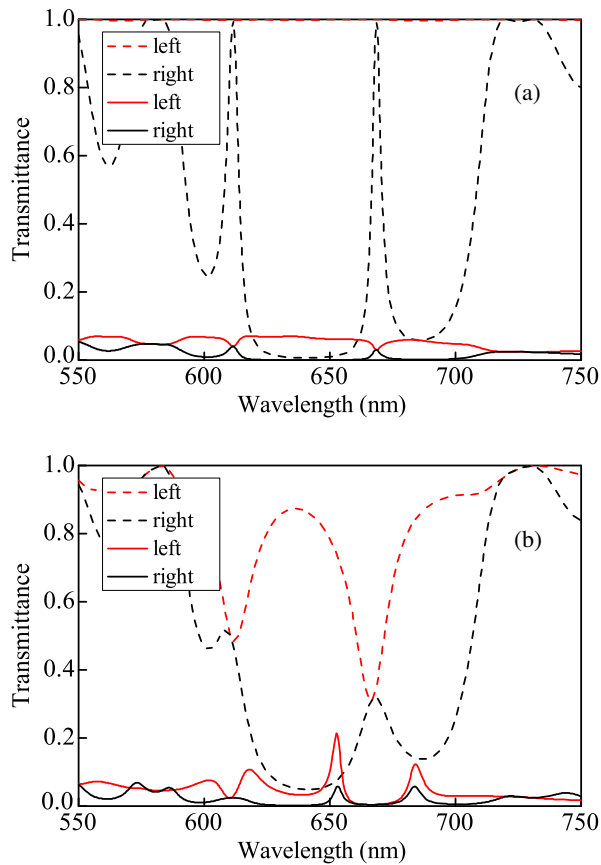 1.0
0.8
0.6
0.4
0.2
0.0
Transmittance
left
right
left
right
(a)
550 600 650 700 750
Wavelength (nm)
1.0
0.8
0.6
0.4
0.2
0.0
Transmittance
left
right
left
right
(b)
550 600 650 700 750
Wavelength (nm)